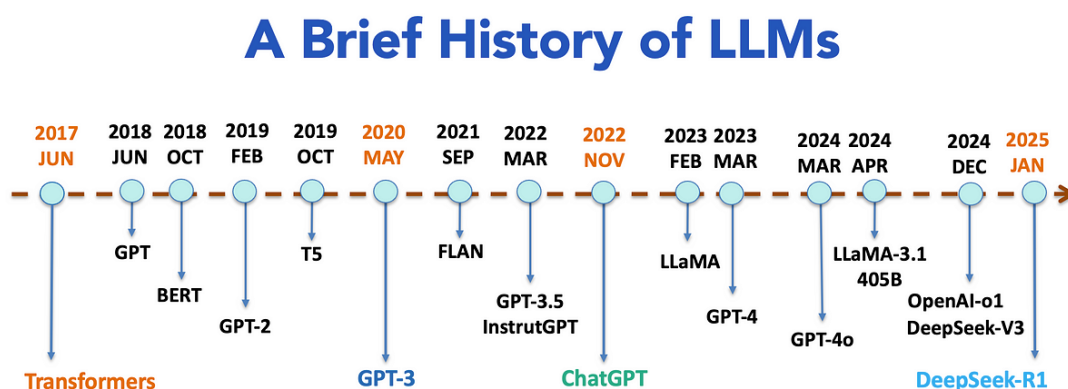 A Brief History of LLMs
2017
JUN
2018
JUN
2018
OCT
2019
FEB
2019
OCT
2020
MAY
2021
SEP
2022
MAR
2022
NOV
2023
FEB
2023
MAR
2024
MAR
2024
APR
2024
DEC
2025
JAN
Transformers
GPT
BERT
GPT-2
T5
GPT-3
FLAN
GPT-3.5
InstrutGPT
ChatGPT
LLaMA
GPT-4
GPT-4o
LLaMA-3.1
405B
OpenAI-o1
DeepSeek-V3
DeepSeek-R1